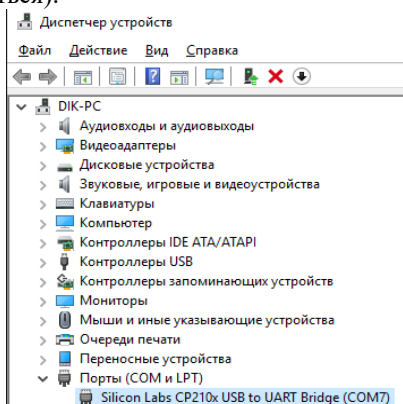 Диспетчер устройств
Файл Действие Вид Справка
DIK-PC
Аудиовходы и аудиовыходы
Видеоадаптеры
Дисковые устройства
Звуковые, игровые и видеоустройства
Клавиатуры
Компьютер
Контроллеры IDE ATA/ATAPI
Контроллеры USB
Контроллеры запоминающих устройств
Мониторы
Мыши и иные указывающие устройства
Очереди печати
Переносные устройства
Порты (COM и LPT)
Silicon Labs CP210x USB to UART Bridge (COM7)